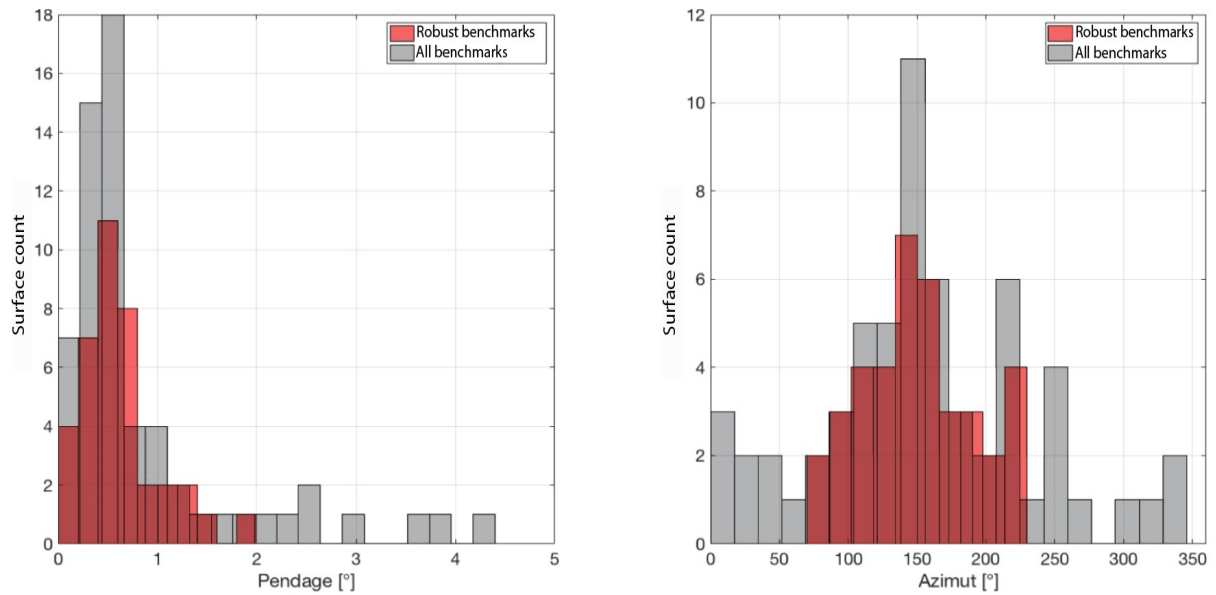 18
16
14
12
10
8
6
4
2
0
Surface count
Robust benchmarks
All benchmarks
0 1 2 3 4 5
Pendage [°]
12
10
8
6
4
2
0
Surface count
Robust benchmarks
All benchmarks
0 50 100 150 200 250 300 350
Azimut [°]